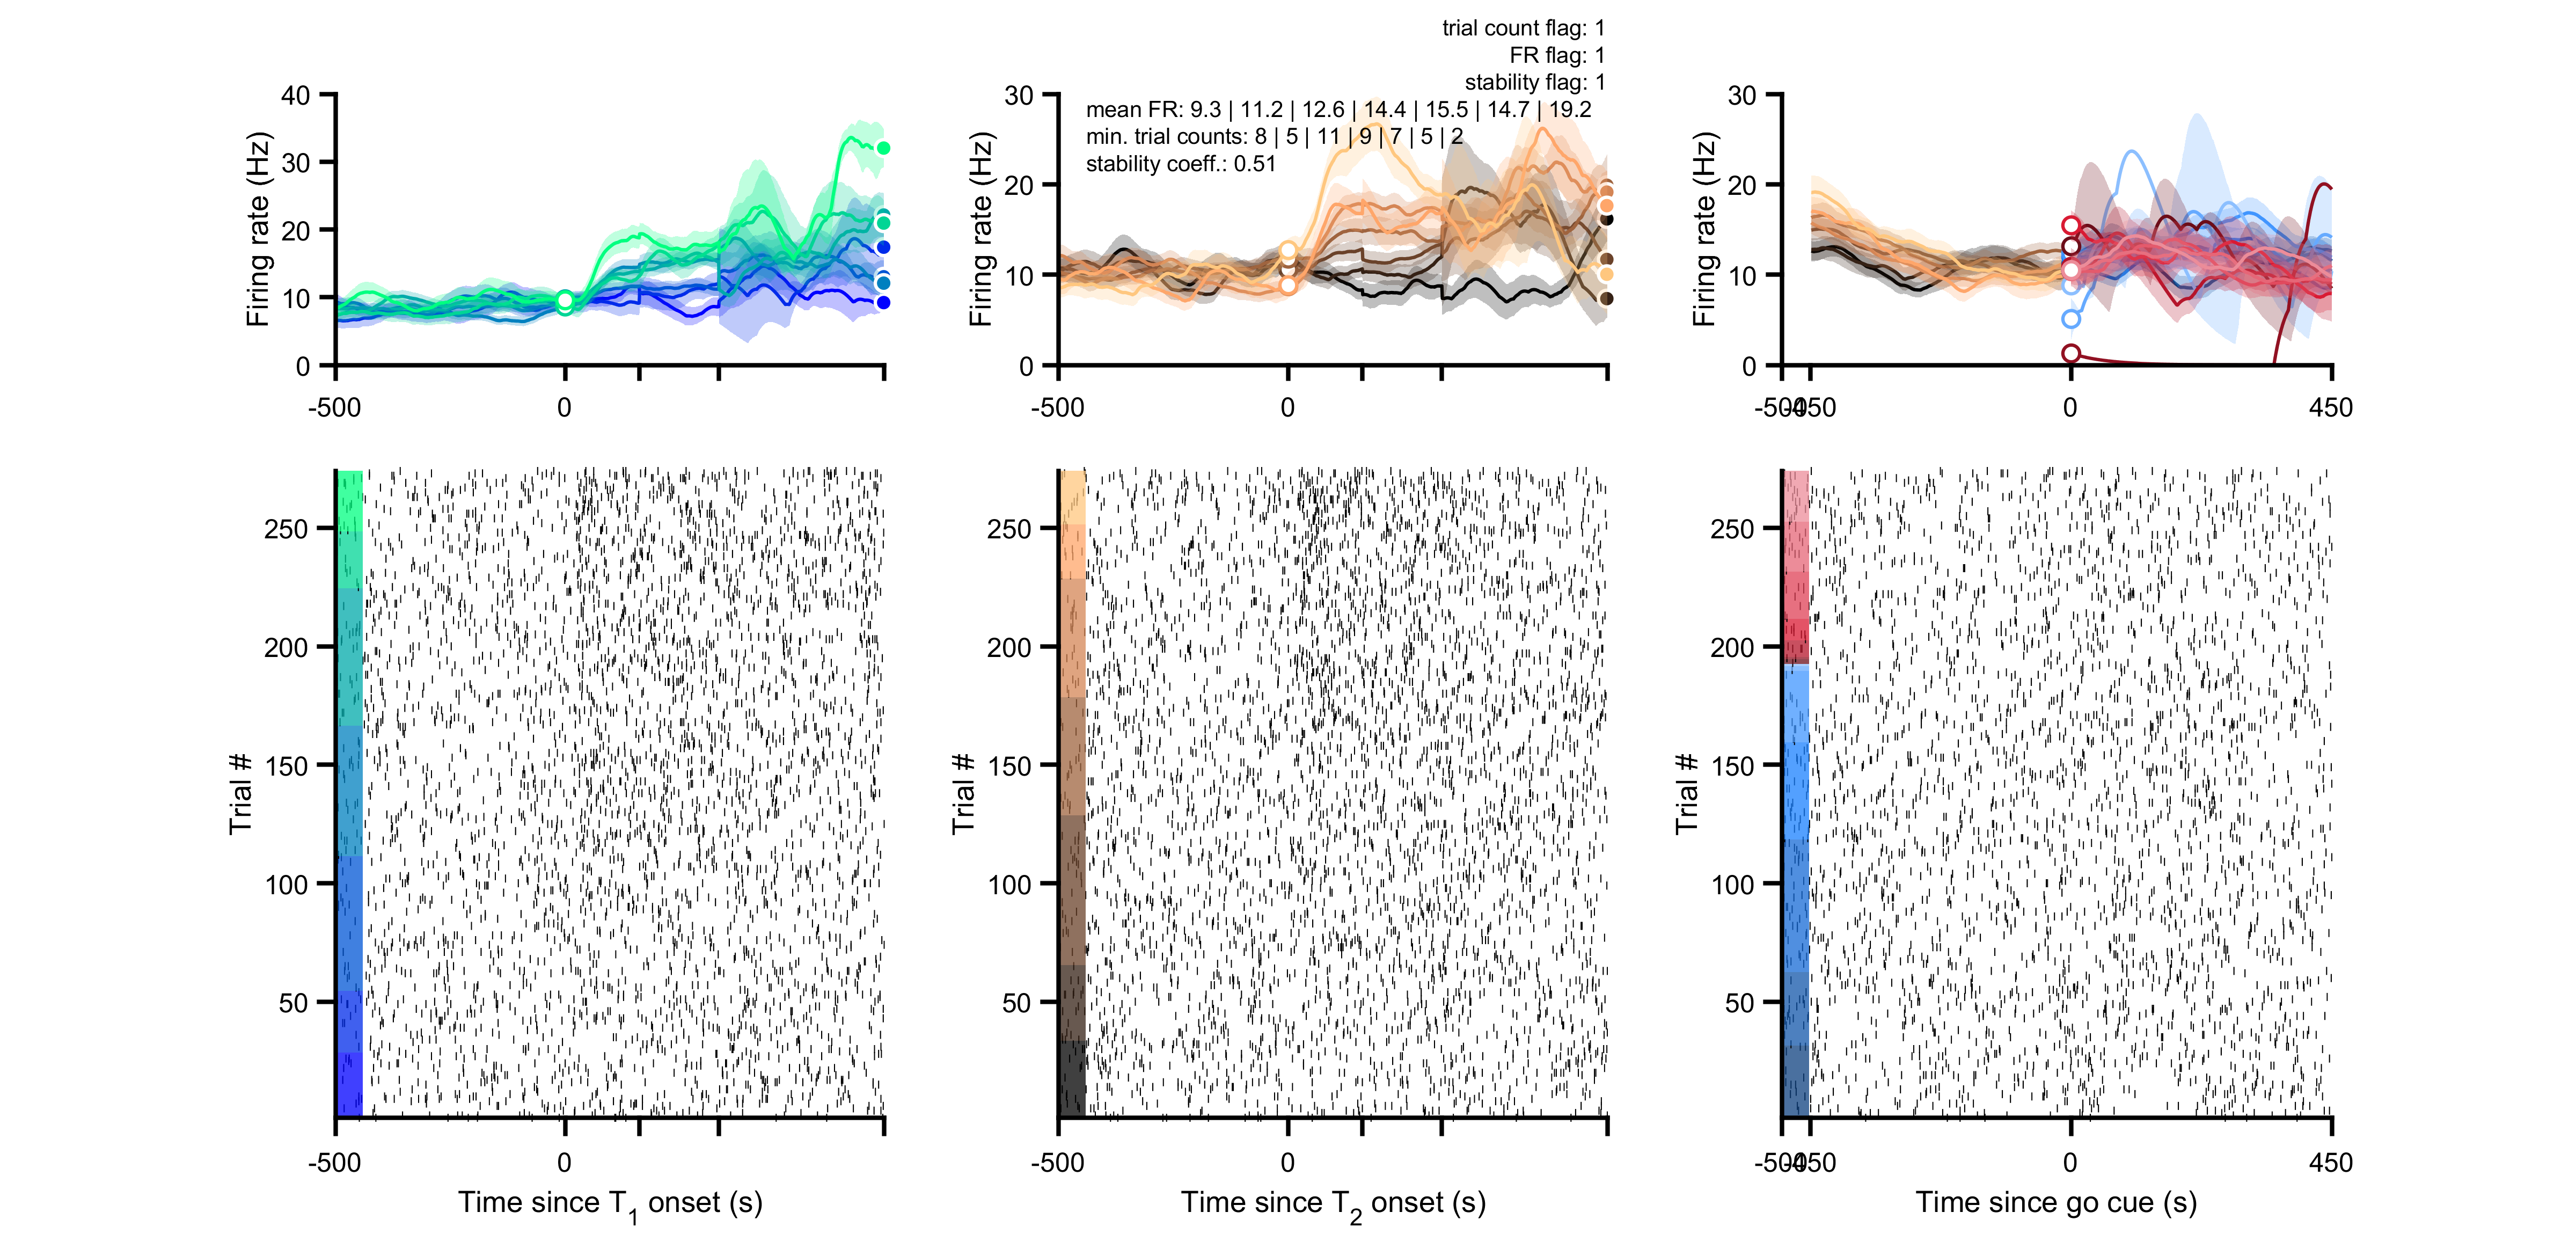 trial count flag: 1
FR flag: 1
stability flag: 1
mean FR: 9.3 | 11.2 | 12.6 | 14.4 | 15.5 | 14.7 | 19.2
min. trial counts: 8 | 5 | 11 | 9 | 7 | 5 | 2
stability coeff.: 0.51
Firing rate (Hz)
40
30
20
10
0
-500
0
Firing rate (Hz)
30
20
10
0
-500
0
Firing rate (Hz)
30
20
10
0
-500
-450
0
450
Trial #
250
200
150
100
50
-500
0
Time since T1 onset (s)
Trial #
250
200
150
100
50
-500
0
Time since T2 onset (s)
Trial #
250
200
150
100
50
-500
-450
0
450
Time since go cue (s)